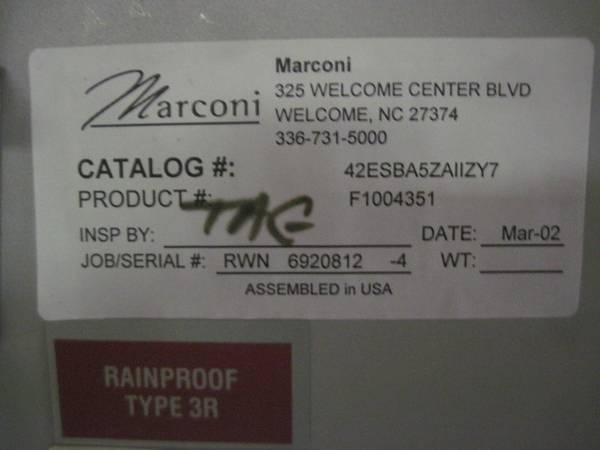 Marconi
Marconi
325 WELCOME CENTER BLVD
WELCOME, NC 27374
336-731-5000
CATALOG #: 42ESBA5ZAIIZY7
PRODUCT #: F1004351
TAG
INSP BY: DATE: Mar-02
JOB/SERIAL #: RWN 6920812 -4 WT:
ASSEMBLED in USA
RAINPROOF
TYPE 3R